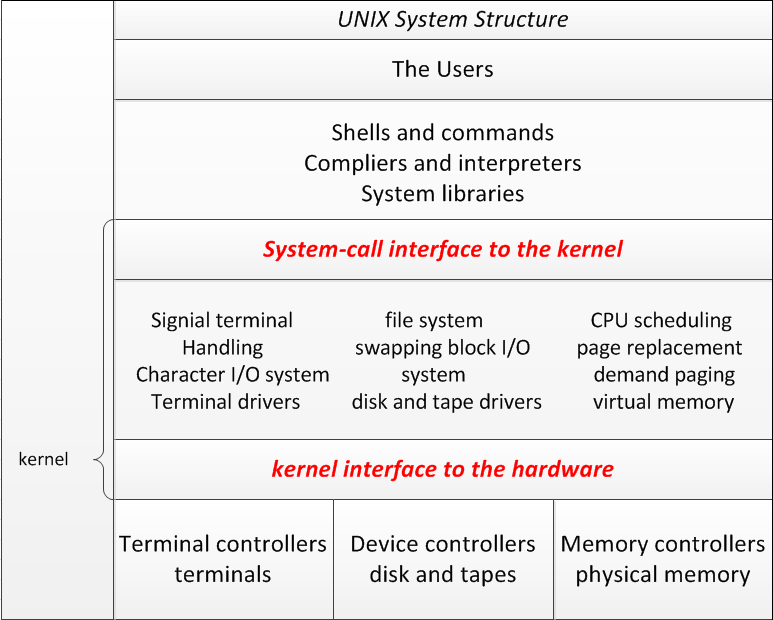 UNIX System Structure
The Users
Shells and commands
Compliers and interpreters
System libraries
System-call interface to the kernel
Signial terminal
Handling
Character I/O system
Terminal drivers
file system
swapping block I/O
system
disk and tape drivers
CPU scheduling
page replacement
demand paging
virtual memory
kernel
kernel interface to the hardware
Terminal controllers
terminals
Device controllers
disk and tapes
Memory controllers
physical memory